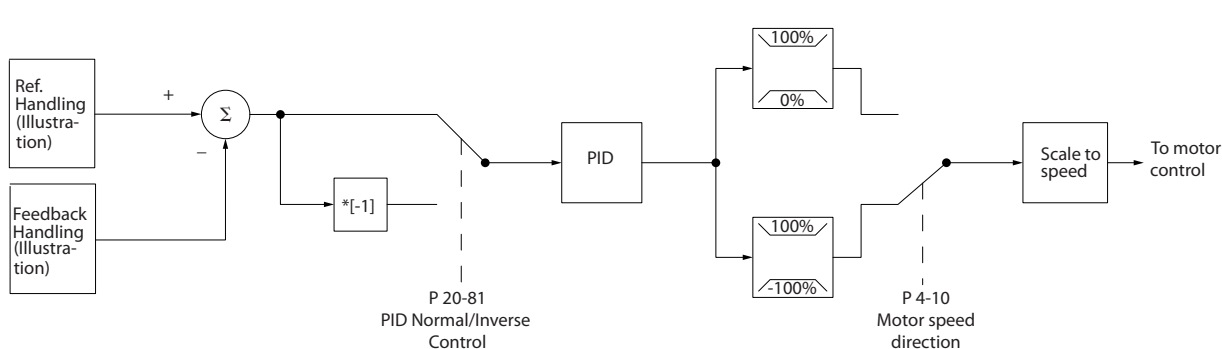 Ref.
Handling
(Illustra-
tion)
+
Σ
–
Feedback
Handling
(Illustra-
tion)
*[-1]
P 20-81
PID Normal/Inverse
Control
PID
100%
0%
100%
-100%
P 4-10
Motor speed
direction
Scale to
speed
To motor
control